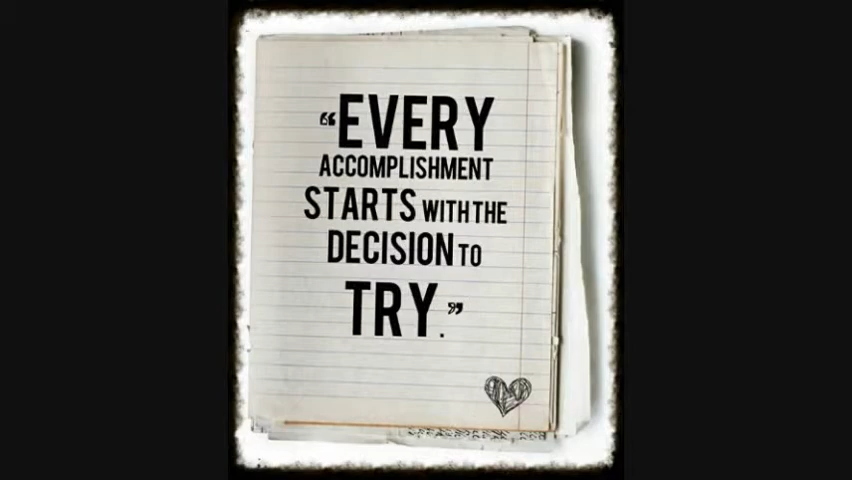 “EVERY
ACCOMPLISHMENT
STARTS WITH THE
DECISION TO
TRY.”